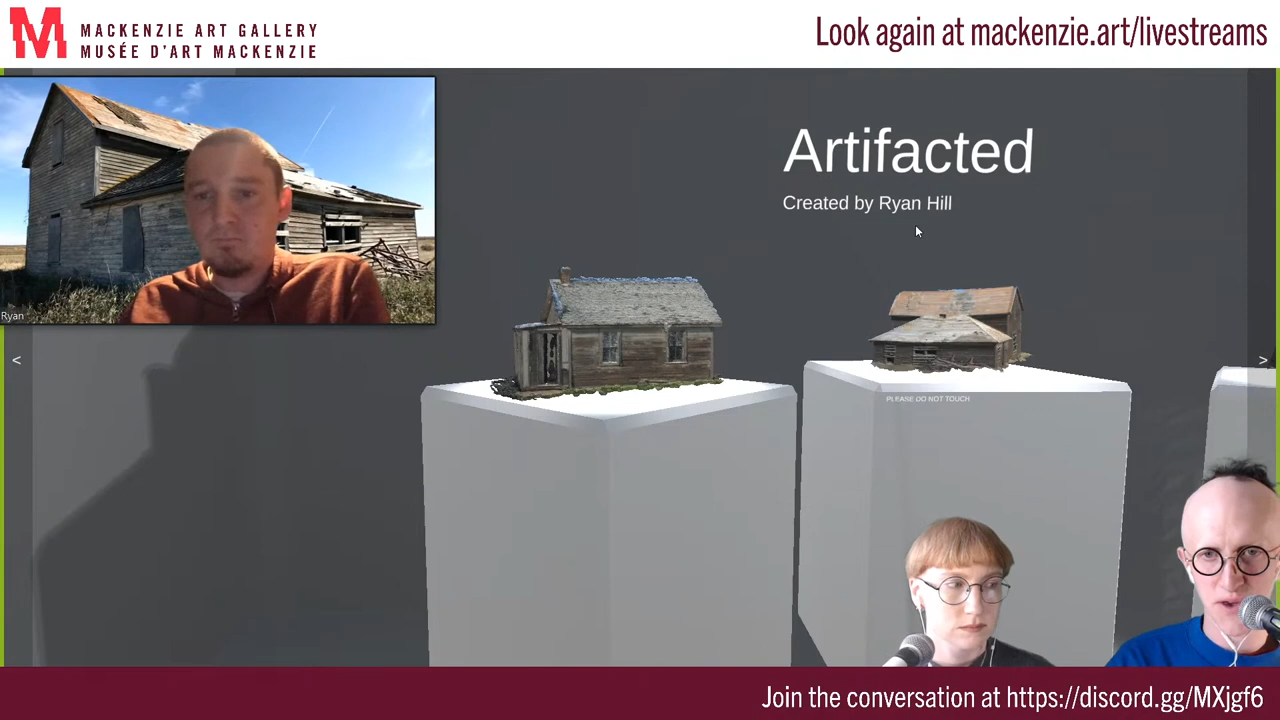 MACKENZIE ART GALLERY
MUSÉE D'ART MACKENZIE
Look again at mackenzie.art/livestreams
Artifacted
Created by Ryan Hill
Ryan
<
>
PLEASE DO NOT TOUCH
Join the conversation at https://discord.gg/MXjgf6